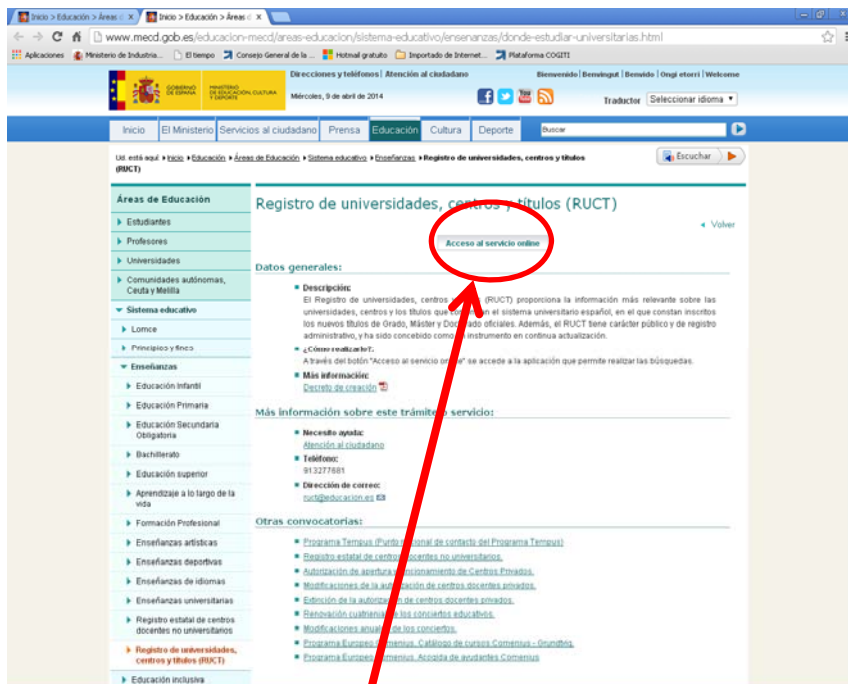 Inicio > Educación > Áreas d
Inicio > Educación > Áreas d
www.mecd.gob.es/educacion-mecd/areas-educacion/sistema-educativo/ensenanzas/donde-estudiar-universitarias.html
Aplicaciones Ministerio de Industria... El tiempo Consejo General de la ... Hotmail gratuito Importado de Internet... Plataforma COGITI
Direcciones y teléfonos | Atención al ciudadano
Bienvenido | Benvingut | Benvido | Ongi etorri | Welcome
GOBIERNO DE ESPAÑA
MINISTERIO DE EDUCACIÓN, CULTURA Y DEPORTE
Miércoles, 9 de abril de 2014
Traductor Seleccionar idioma
Inicio El Ministerio Servicios al ciudadano Prensa Educación Cultura Deporte Buscar
Ud. está aquí Inicio Educación Áreas de Educación Sistema educativo Enseñanzas Registro de universidades, centros y títulos
(RUCT)
Escuchar
Áreas de Educación
Estudiantes
Profesores
Universidades
Comunidades autónomas,
Ceuta y Melilla
Sistema educativo
Lomce
Principios y fines
Enseñanzas
Educación Infantil
Educación Primaria
Educación Secundaria
Obligatoria
Bachillerato
Educación superior
Aprendizaje a lo largo de la
vida
Formación Profesional
Enseñanzas artísticas
Enseñanzas deportivas
Enseñanzas de idiomas
Enseñanzas universitarias
Registro estatal de centros
docentes no universitarios
Registro de universidades,
centros y títulos (RUCT)
Educación inclusiva
Registro de universidades, centros y títulos (RUCT)
Volver
Acceso al servicio online
Datos generales:
Descripción:
El Registro de universidades, centros y (RUCT) proporciona la información más relevante sobre las
universidades, centros y los títulos que en el sistema universitario español, en el que constan inscritos
los nuevos títulos de Grado, Máster y Doctorado oficiales. Además, el RUCT tiene carácter público y de registro
administrativo, y ha sido concebido como instrumento en continua actualización.
¿Cómo realizarlo?:
A través del botón "Acceso al servicio online" se accede a la aplicación que permite realizar las búsquedas.
Más información:
Decreto de creación
Más información sobre este trámite o servicio:
Necesito ayuda:
Atención al ciudadano
Teléfono:
913277681
Dirección de correo:
ruct@educacion.es
Otras convocatorias:
Programa Tempus (Punto nacional de contacto del Programa Tempus)
Registro estatal de centros docentes no universitarios.
Autorización de apertura y funcionamiento de Centros Privados.
Modificaciones de la autorización de centros docentes privados.
Extinción de la autorización de centros docentes privados.
Renovación cuatrienal de los conciertos educativos.
Modificaciones anuales de los conciertos.
Programa Europeo Comenius. Catálogo de cursos Comenius - Grundtvig.
Programa Europeo Comenius. Acogida de ayudantes Comenius